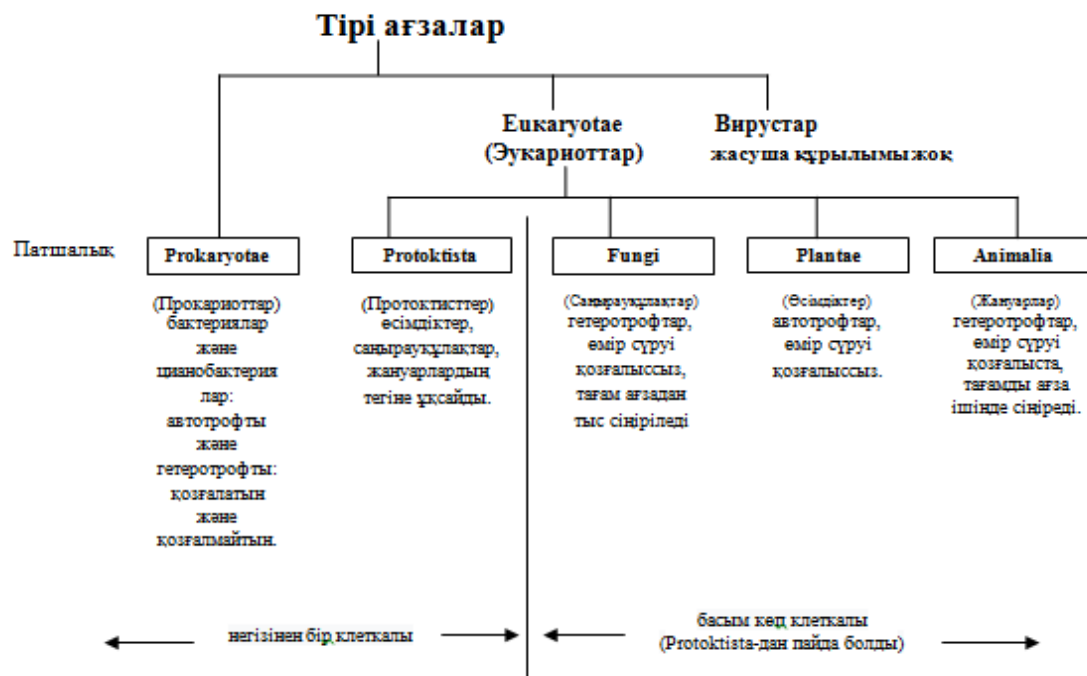 Тірі ағзалар
Euкaryotae
(Эукариоттар)
Вирустар
жасуша құрылымы жоқ
Патшалық
Prokaryotae
(Прокариоттар)
бактериялар
және
цианобактерия
лар:
автотрофты
және
гетеротрофты:
қозғалатын
және
қозғалмайтын.
Protoktista
(Протоктисттер)
өсімдіктер,
саңырауқұлақтар,
жануарлардың
тегіне ұқсайды.
Fungi
(Саңырауқұлақтар)
гетеротрофтар,
өмір сүруі
қозғалыссыз,
тағам ағзадан
тыс сіңіріледі
Plantae
(Өсімдіктер)
автотрофтар,
өмір сүруі
қозғалыссыз.
Animalia
(Жануарлар)
гетеротрофтар,
өмір сүруі
қозғалыста,
тағамды ағза
ішінде сіңіреді.
негізінен бір клеткалы
басым көп клеткалы
(Protoktista-дан пайда болды)